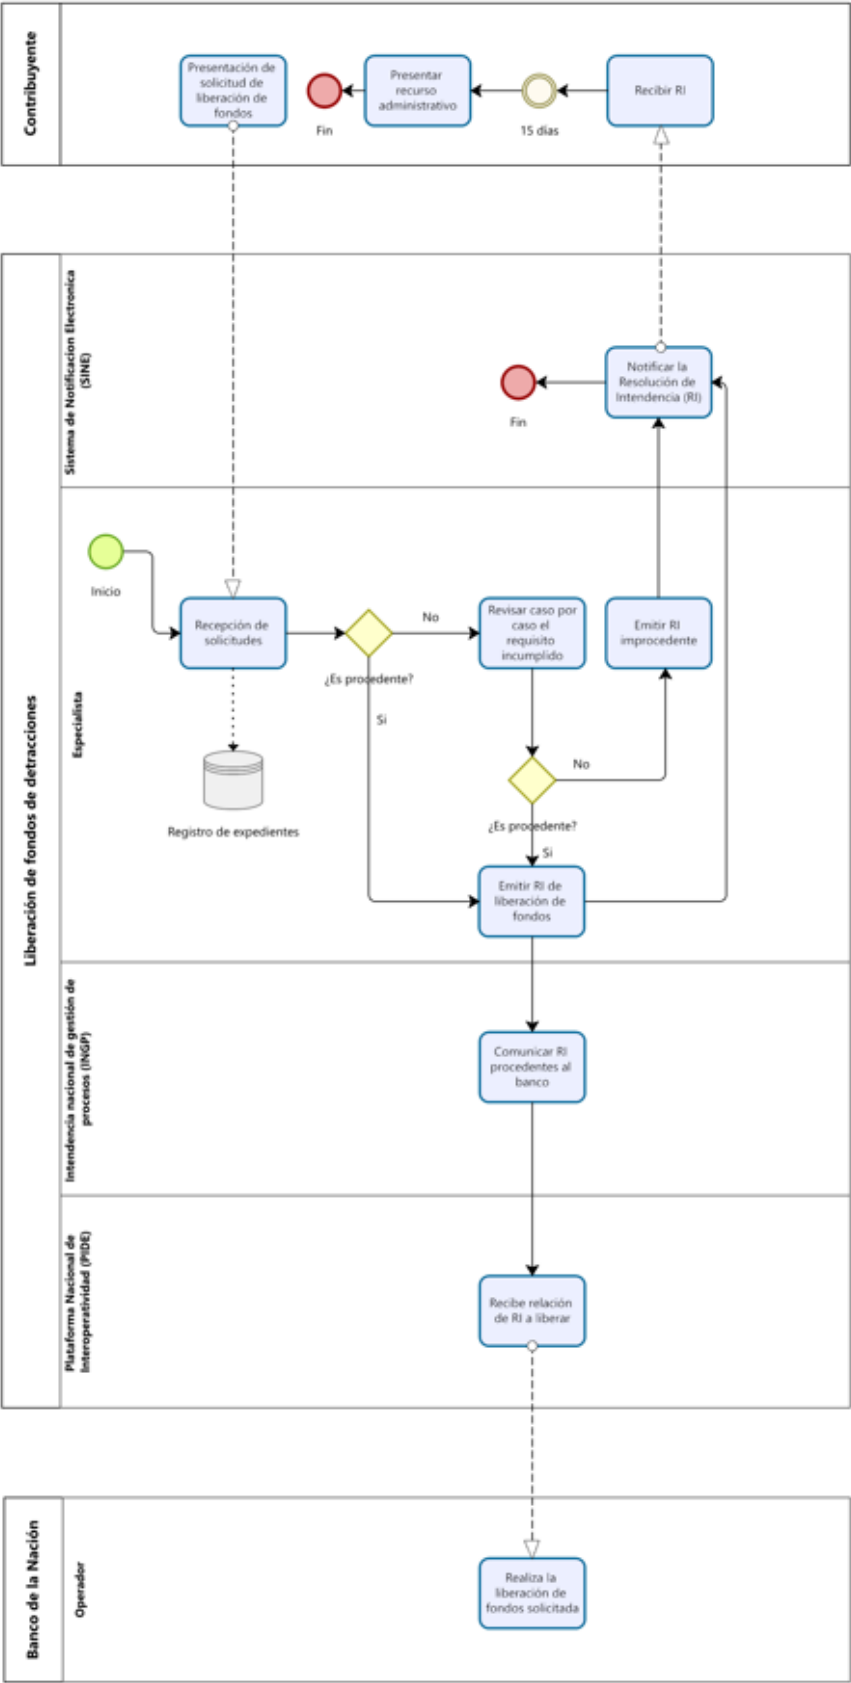 Contribuyente
Presentación de
solicitud de
liberación de
fondos
Fin
Presentar
recurso
administrativo
15 días
Recibir RI
Liberación de fondos de detracciones
Sistema de Notificacion Electronica
(SINE)
Fin
Notificar la
Resolución de
Intendencia (RI)
Especialista
Inicio
Recepción de
solicitudes
Registro de expedientes
¿Es procedente?
No
Si
Revisar caso por
caso el
requisito
incumplido
¿Es procedente?
No
Si
Emitir RI
improcedente
Emitir RI de
liberación de
fondos
Intendencia nacional de gestión de
procesos (INGP)
Comunicar RI
procedentes al
banco
Plataforma Nacional de
Interoperatividad (PIDE)
Recibe relación
de RI a liberar
Banco de la Nación
Operador
Realiza la
liberación de
fondos solicitada